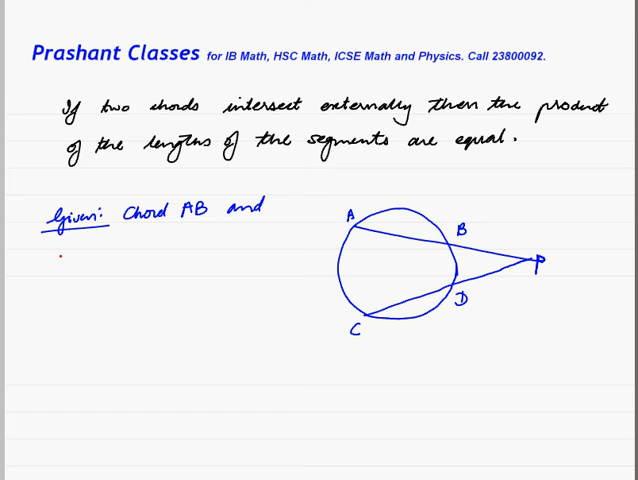 Prashant Classes for IB Math, HSC Math, ICSE Math and Physics. Call 23800092.
If two chords intersect externally then the product
of the lengths of the segments are equal.
Given: Chord AB and
A
B
P
D
C